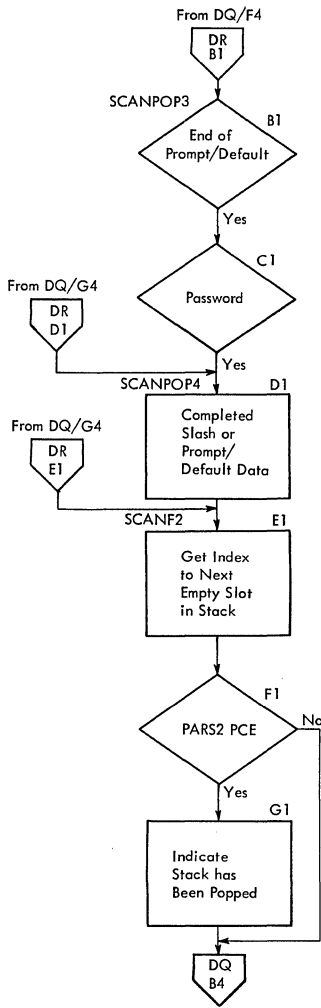 From DQ/F4
DR
B1
SCANPOP3
B1
End of
Prompt/Default
Yes
C1
Password
From DQ/G4
DR
D1
Yes
SCANPOP4
D1
Completed
Slash or
Prompt/
Default Data
From DQ/G4
DR
E1
SCANF2
E1
Get Index
to Next
Empty Slot
in Stack
F1
PARS2 PCE
No
Yes
G1
Indicate
Stack has
Been Popped
DQ
B4